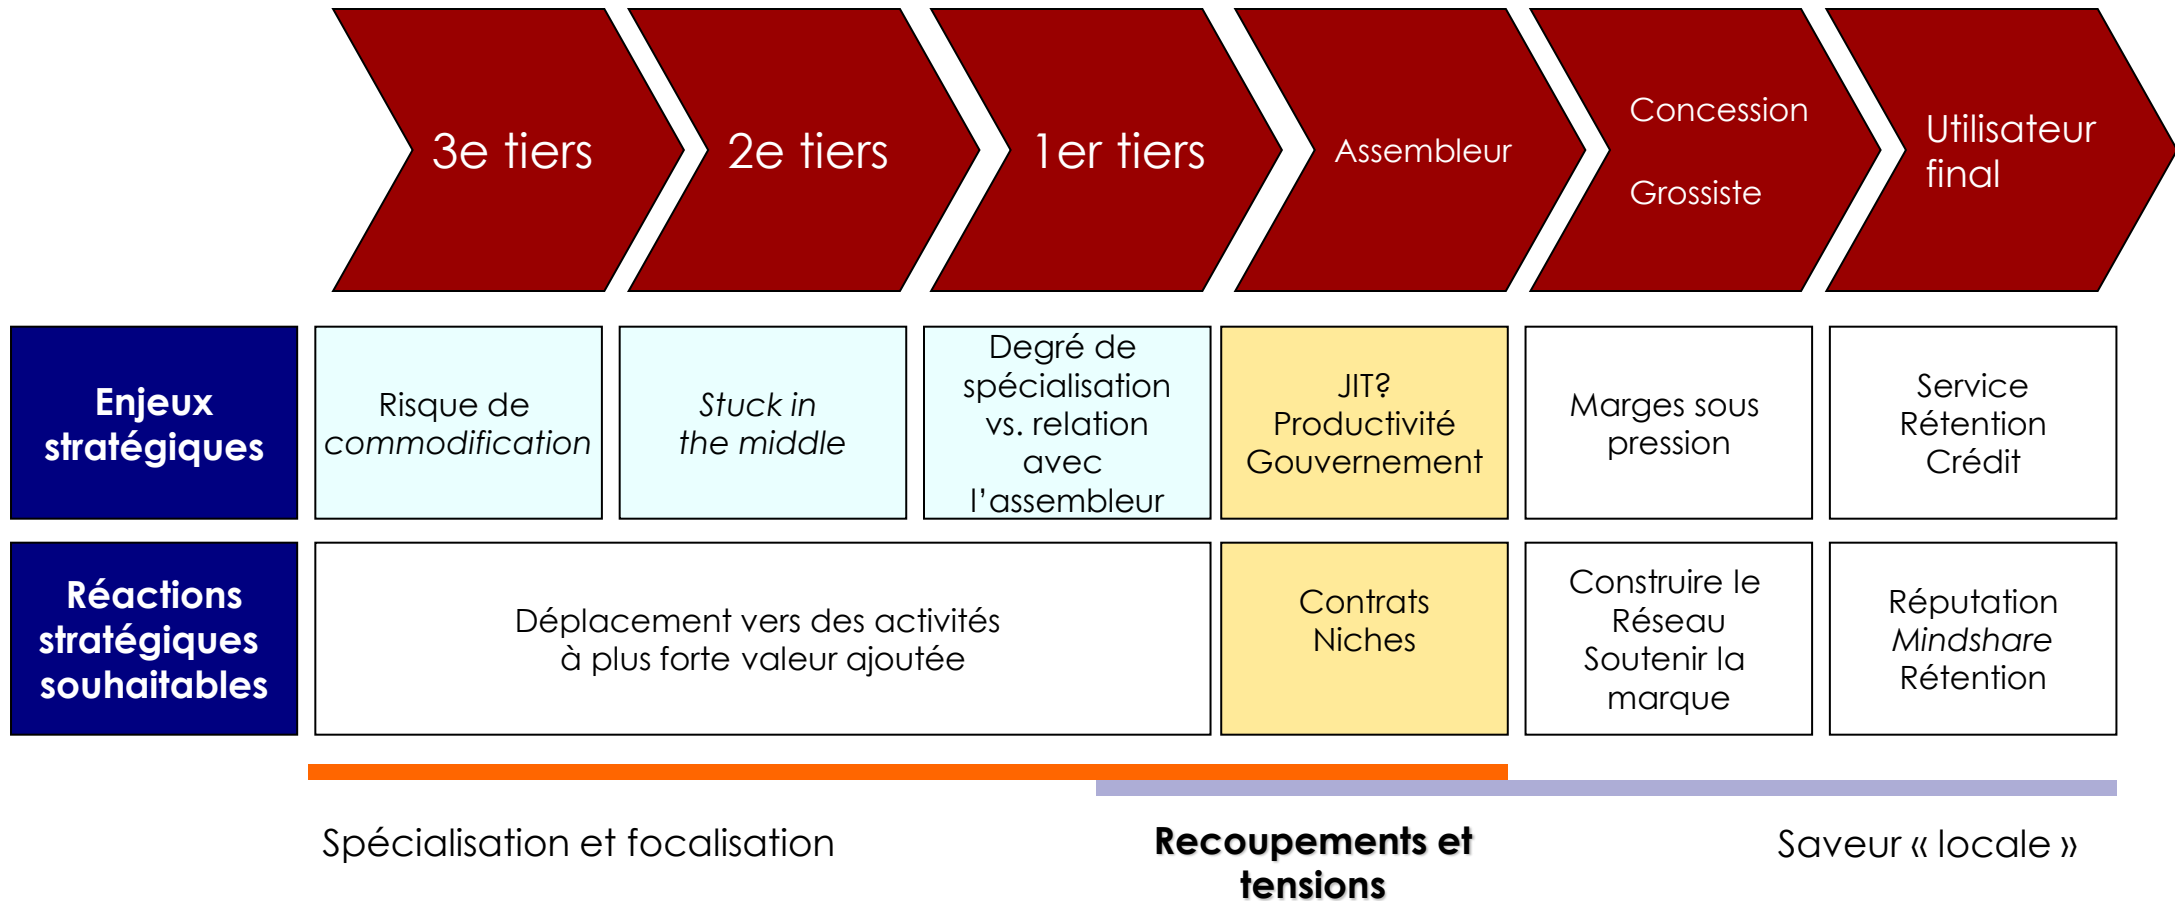 3e tiers
2e tiers
1er tiers
Assembleur
Concession
Grossiste
Utilisateur
final
Enjeux
stratégiques
Risque de
commodification
Stuck in
the middle
Degré de
spécialisation
vs. relation
avec
l’assembleur
JIT?
Productivité
Gouvernement
Marges sous
pression
Service
Rétention
Crédit
Réactions
stratégiques
souhaitables
Déplacement vers des activités
à plus forte valeur ajoutée
Contrats
Niches
Construire le
Réseau
Soutenir la
marque
Réputation
Mindshare
Rétention
Spécialisation et focalisation
Recoupements et
tensions
Saveur « locale »